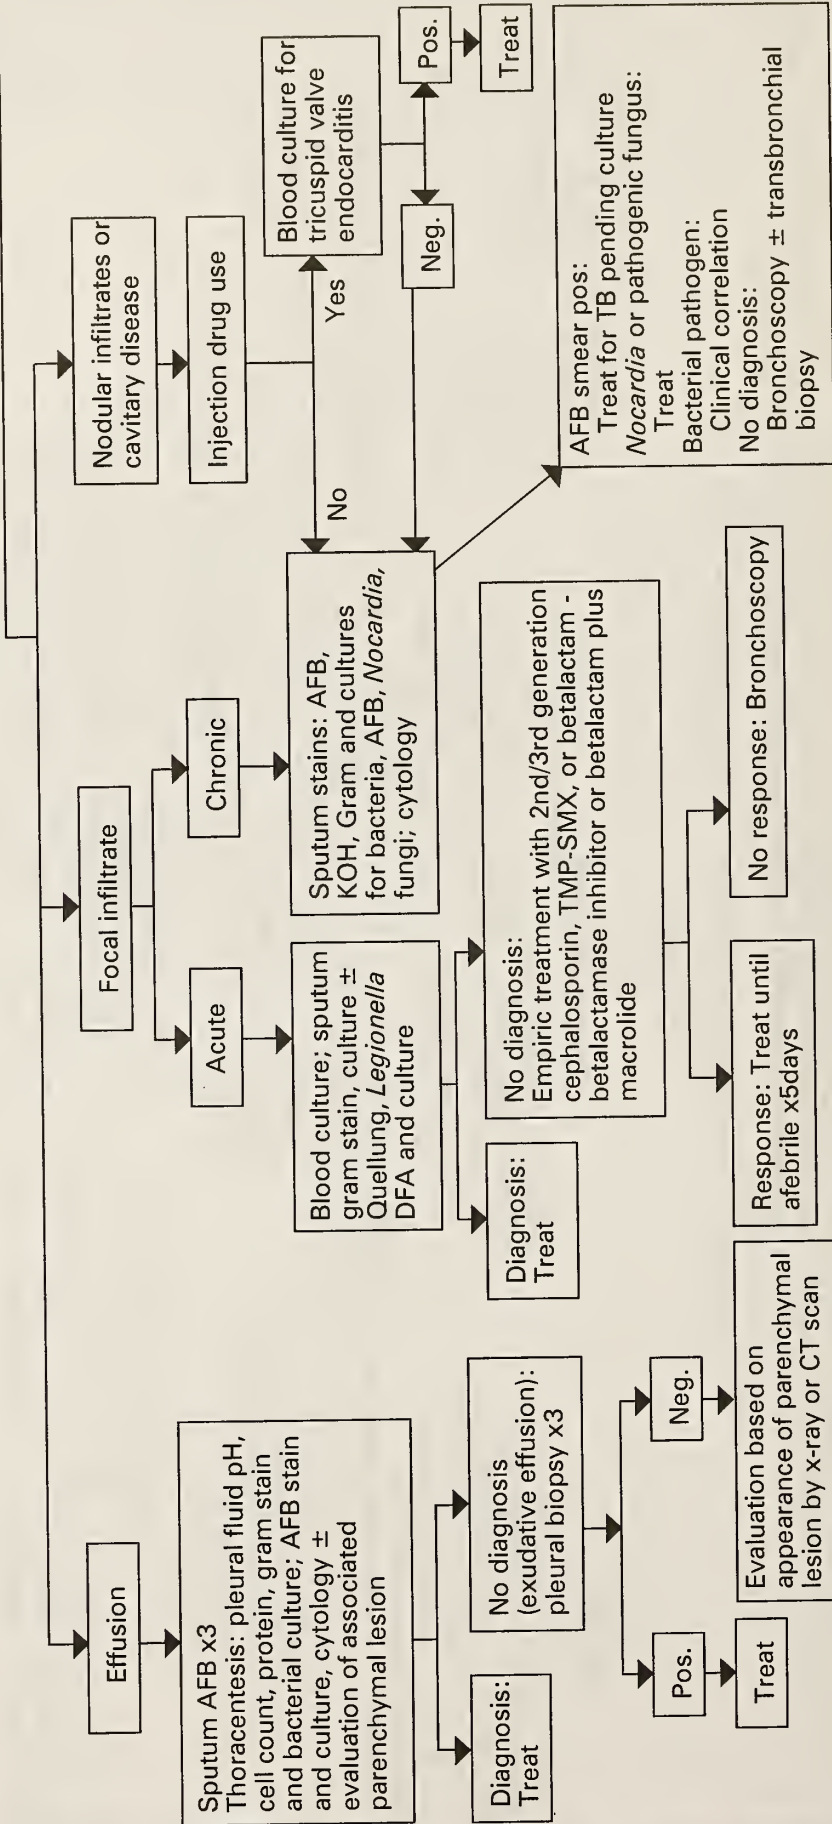 Effusion
Sputum AFB x3
Thoracentesis: pleural fluid pH,
cell count, protein, gram stain
and bacterial culture; AFB stain
and culture, cytology ±
evaluation of associated
parenchymal lesion
Diagnosis:
Treat
No diagnosis
(exudative effusion):
pleural biopsy x3
Pos.
Treat
Neg.
Evaluation based on
appearance of parenchymal
lesion by x-ray or CT scan
Focal infiltrate
Acute
Blood culture; sputum
gram stain, culture ±
Quellung, Legionella
DFA and culture
Diagnosis:
Treat
No diagnosis:
Empiric treatment with 2nd/3rd generation
cephalosporin, TMP-SMX, or betalactam -
betalactamase inhibitor or betalactam plus
macrolide
Response: Treat until
afebrile x5days
No response: Bronchoscopy
Chronic
Sputum stains: AFB,
KOH, Gram and cultures
for bacteria, AFB, Nocardia,
fungi; cytology
Nodular infiltrates or
cavitary disease
Injection drug use
No
Yes
Blood culture for
tricuspid valve
endocarditis
Neg.
Pos.
Treat
AFB smear pos:
Treat for TB pending culture
Nocardia or pathogenic fungus:
Treat
Bacterial pathogen:
Clinical correlation
No diagnosis:
Bronchoscopy ± transbronchial
biopsy